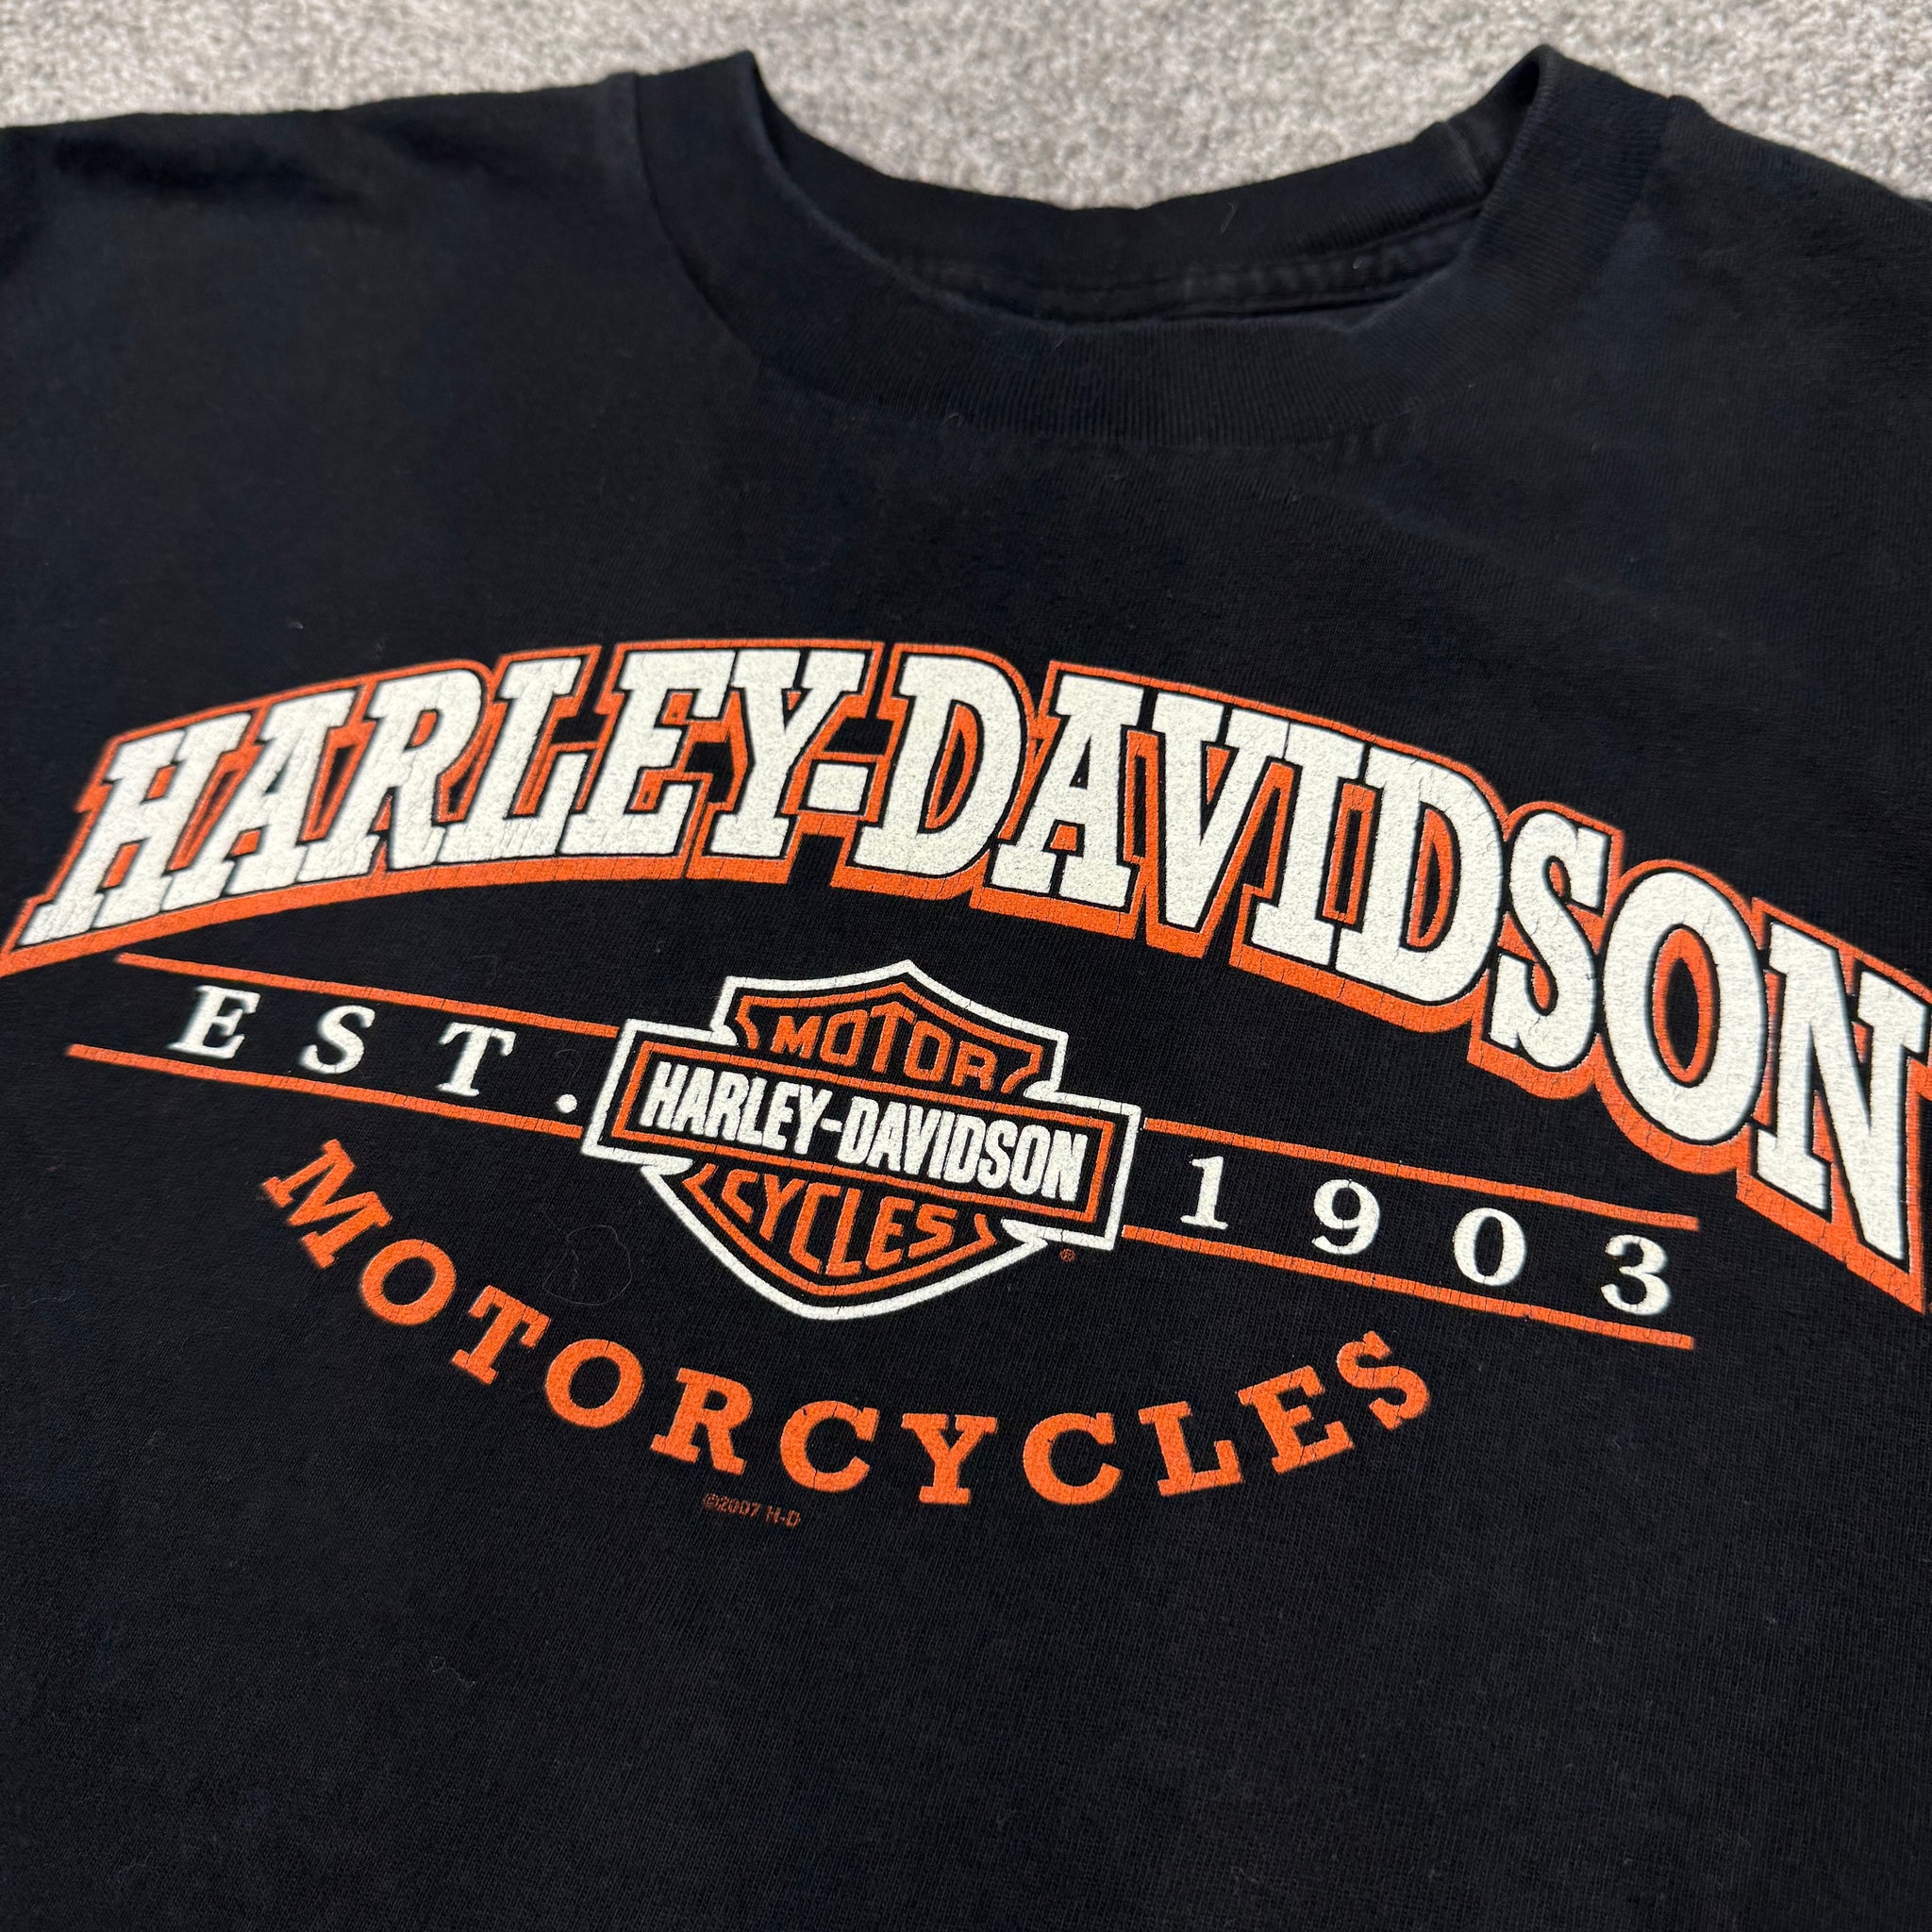 HARLEY-DAVIDSON
EST. 1903
MOTOR
HARLEY-DAVIDSON
CYCLES
®
MOTORCYCLES
©2007 H-D